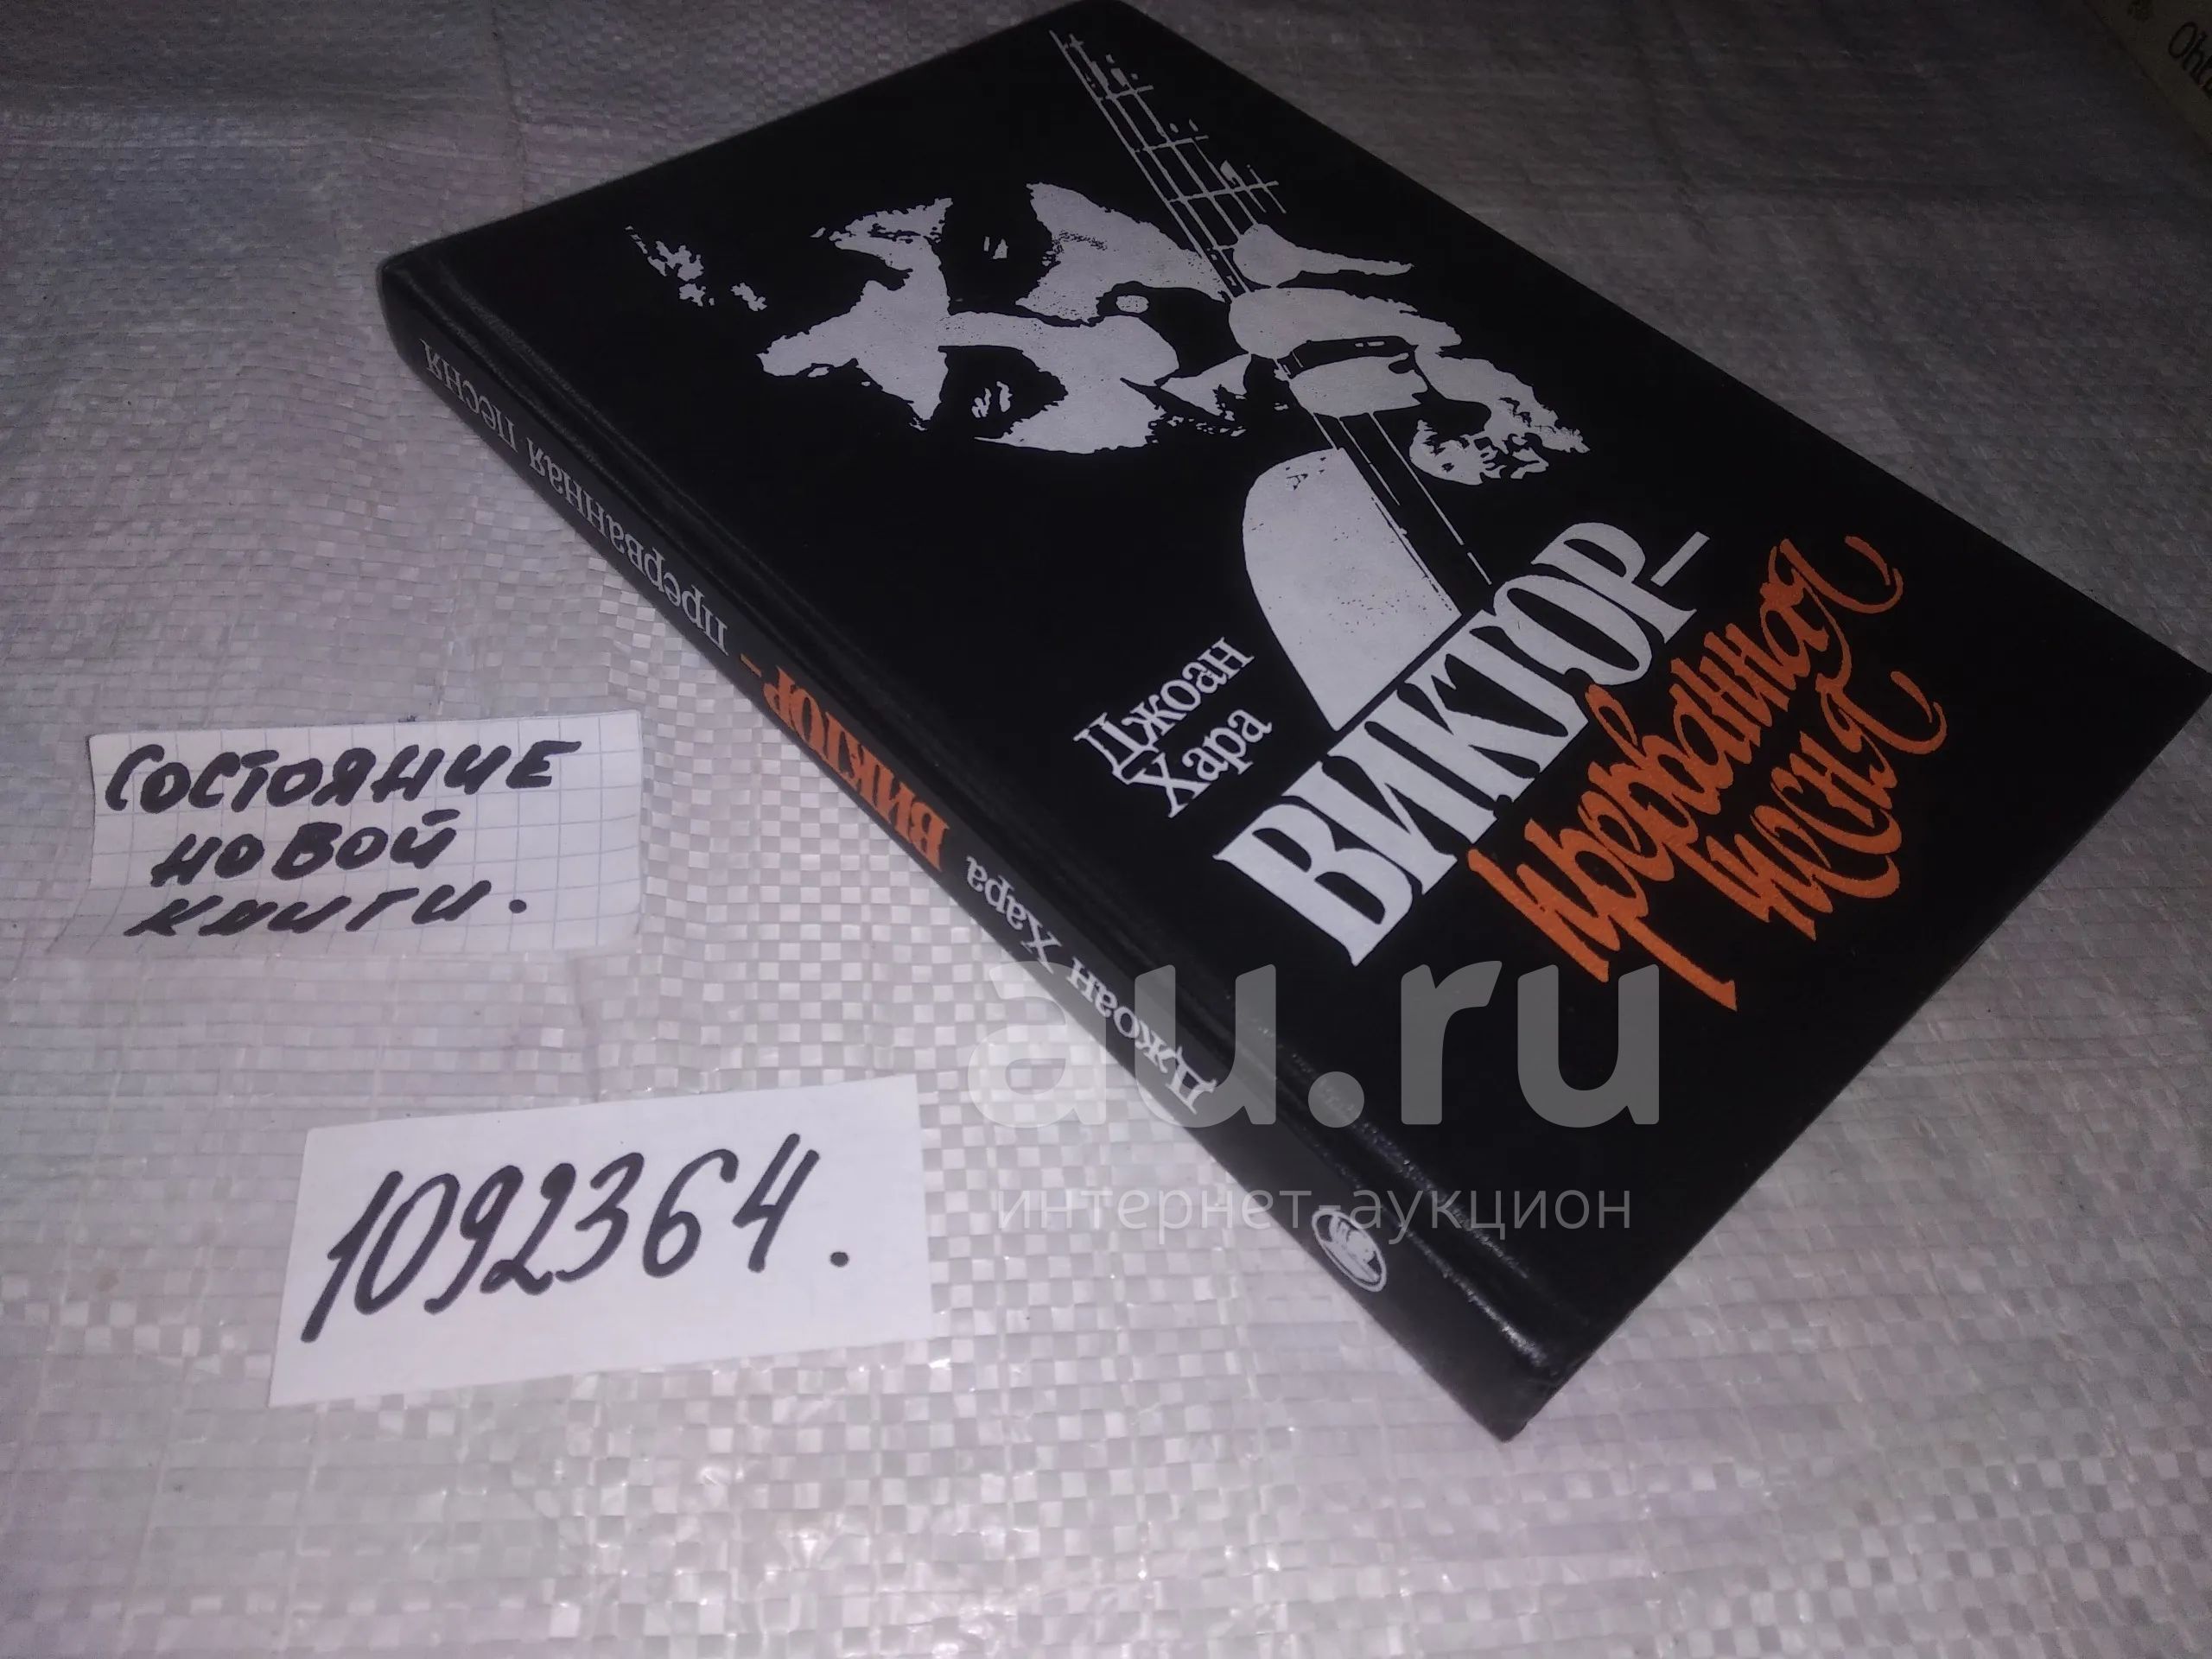 Джоан
Хара
ВИКТОР-
прерванная
песня
Джоан Хара ВИКТОР - прерванная песня
СОСТОЯНИЕ
НОВОЙ
КНИГИ.
1092364.
au.ru
интернет-аукцион